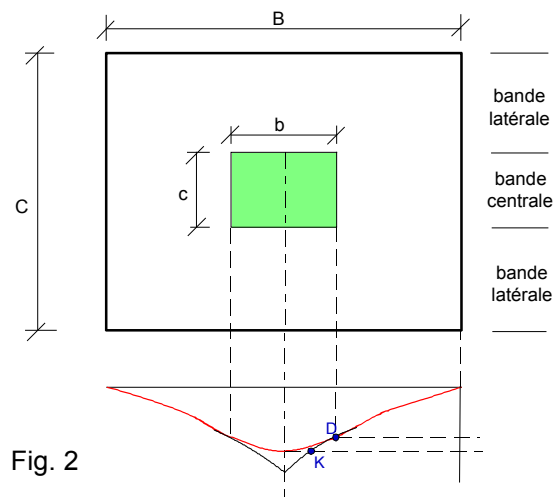 B
bande
latérale
b
C
c
bande
centrale
bande
latérale
D
K
Fig. 2